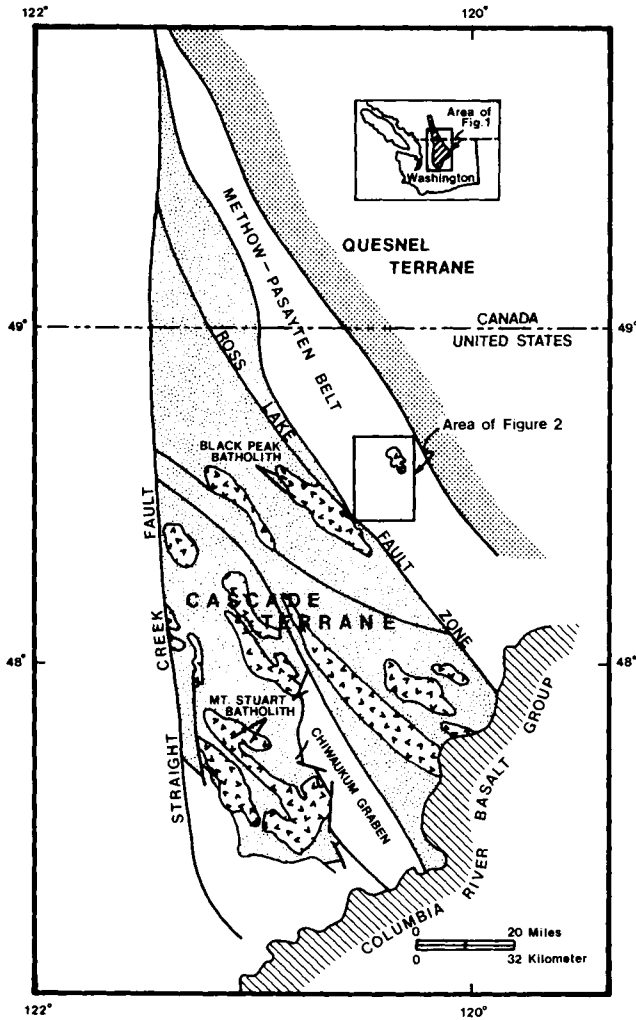 122°
120°
Area of
Fig.1
Washington
METHOW – PASAYTEN BELT
QUESNEL
TERRANE
49°
CANADA
49°
UNITED STATES
ROSS LAKE FAULT ZONE
Area of Figure 2
BLACK PEAK
BATHOLITH
STRAIGHT CREEK FAULT
CASCADE
TERRANE
48°
48°
MT. STUART
BATHOLITH
CHIWAUKUM GRABEN
COLUMBIA RIVER BASALT GROUP
0 20 Miles
0 32 Kilometer
122°
120°